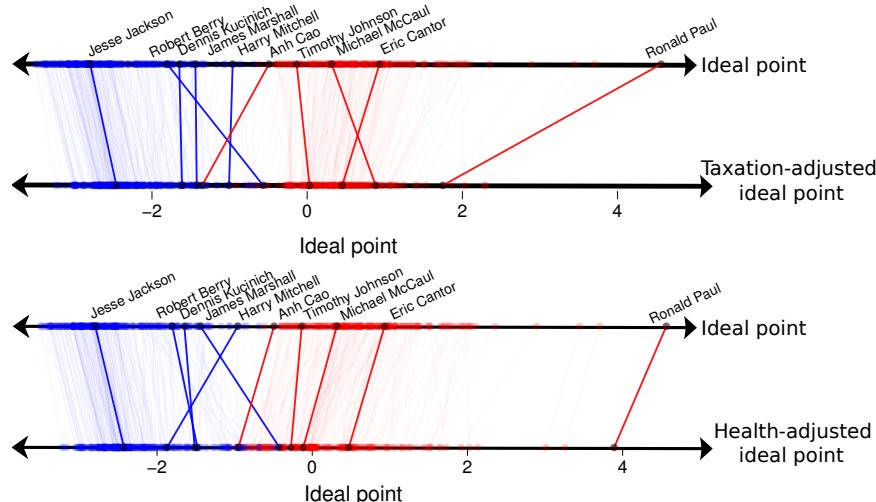 Jesse Jackson
Robert Berry
Dennis Kucinich
James Marshall
Harry Mitchell
Anh Cao
Timothy Johnson
Michael McCaul
Eric Cantor
Ronald Paul
Ideal point
Taxation-adjusted
ideal point
−2 0 2 4
Ideal point
Jesse Jackson
Robert Berry
Dennis Kucinich
James Marshall
Harry Mitchell
Anh Cao
Timothy Johnson
Michael McCaul
Eric Cantor
Ronald Paul
Ideal point
Health-adjusted
ideal point
−2 0 2 4
Ideal point